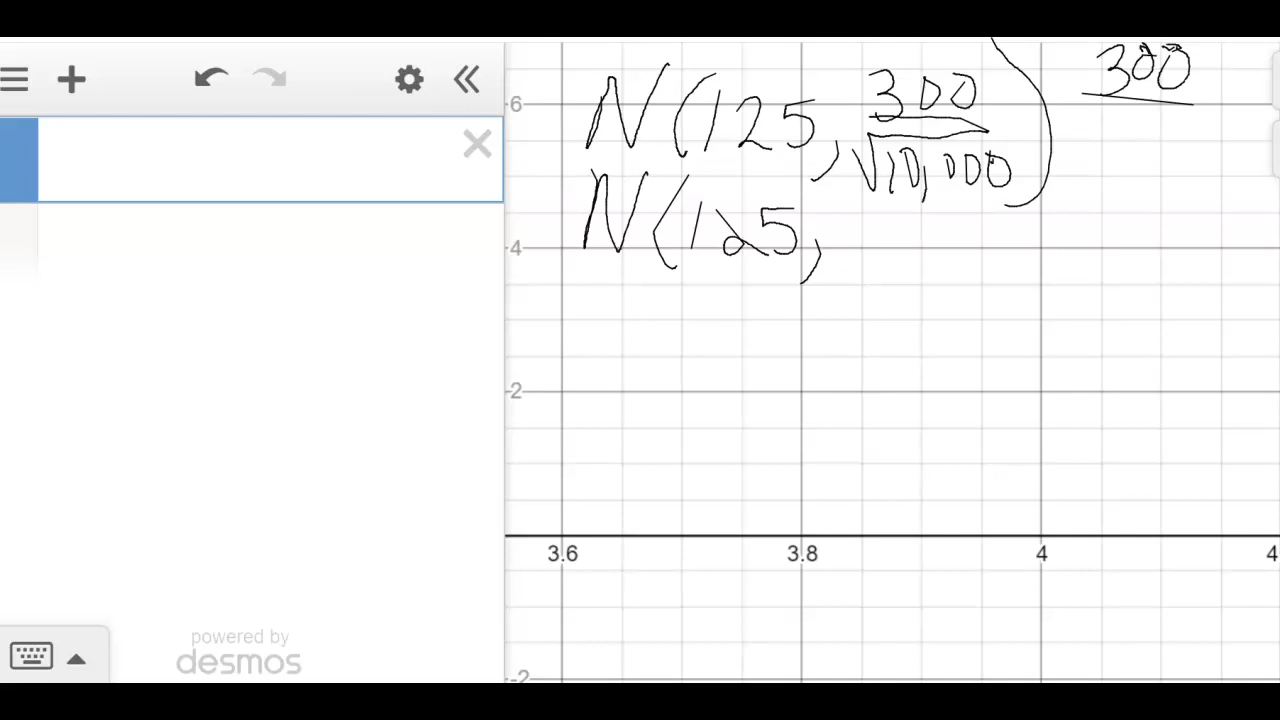 N(125, 300/√10,000)
300
N(125,
6
4
2
-2
3.6
3.8
4
4
powered by
desmos